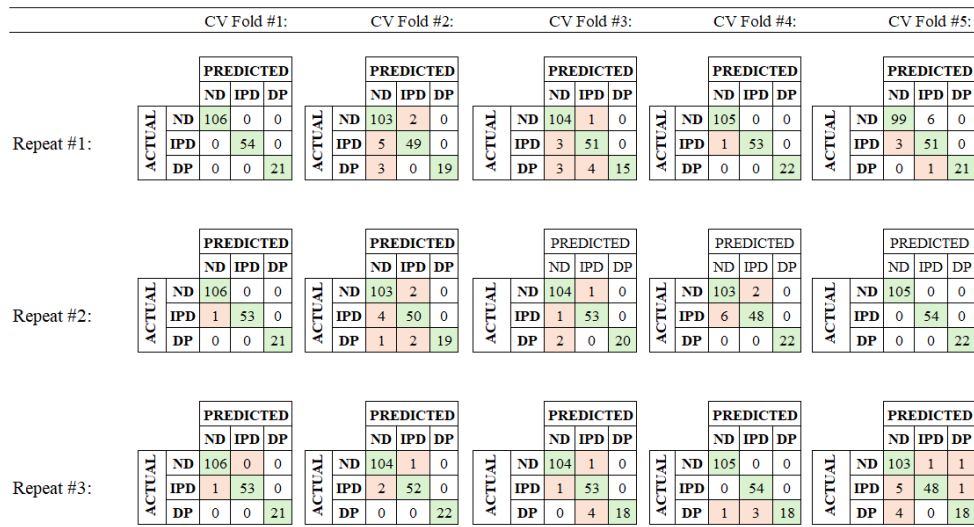 CV Fold #1: CV Fold #2: CV Fold #3: CV Fold #4: CV Fold #5:
PREDICTED PREDICTED PREDICTED PREDICTED PREDICTED
ND IPD DP ND IPD DP ND IPD DP ND IPD DP ND IPD DP
Repeat #1:
ACTUAL ACTUAL ACTUAL ACTUAL ACTUAL
ND 106 0 0 ND 103 2 0 ND 104 1 0 ND 105 0 0 ND 99 6 0
IPD 0 54 0 IPD 5 49 0 IPD 3 51 0 IPD 1 53 0 IPD 3 51 0
DP 0 0 21 DP 3 0 19 DP 3 4 15 DP 0 0 22 DP 0 1 21
PREDICTED PREDICTED PREDICTED PREDICTED PREDICTED
ND IPD DP ND IPD DP ND IPD DP ND IPD DP ND IPD DP
Repeat #2:
ACTUAL ACTUAL ACTUAL ACTUAL ACTUAL
ND 106 0 0 ND 103 2 0 ND 104 1 0 ND 103 2 0 ND 105 0 0
IPD 1 53 0 IPD 4 50 0 IPD 1 53 0 IPD 6 48 0 IPD 0 54 0
DP 0 0 21 DP 1 2 19 DP 2 0 20 DP 0 0 22 DP 0 0 22
PREDICTED PREDICTED PREDICTED PREDICTED PREDICTED
ND IPD DP ND IPD DP ND IPD DP ND IPD DP ND IPD DP
Repeat #3:
ACTUAL ACTUAL ACTUAL ACTUAL ACTUAL
ND 106 0 0 ND 104 1 0 ND 104 1 0 ND 105 0 0 ND 103 1 1
IPD 1 53 0 IPD 2 52 0 IPD 1 53 0 IPD 0 54 0 IPD 5 48 1
DP 0 0 21 DP 0 0 22 DP 0 4 18 DP 1 3 18 DP 4 0 18